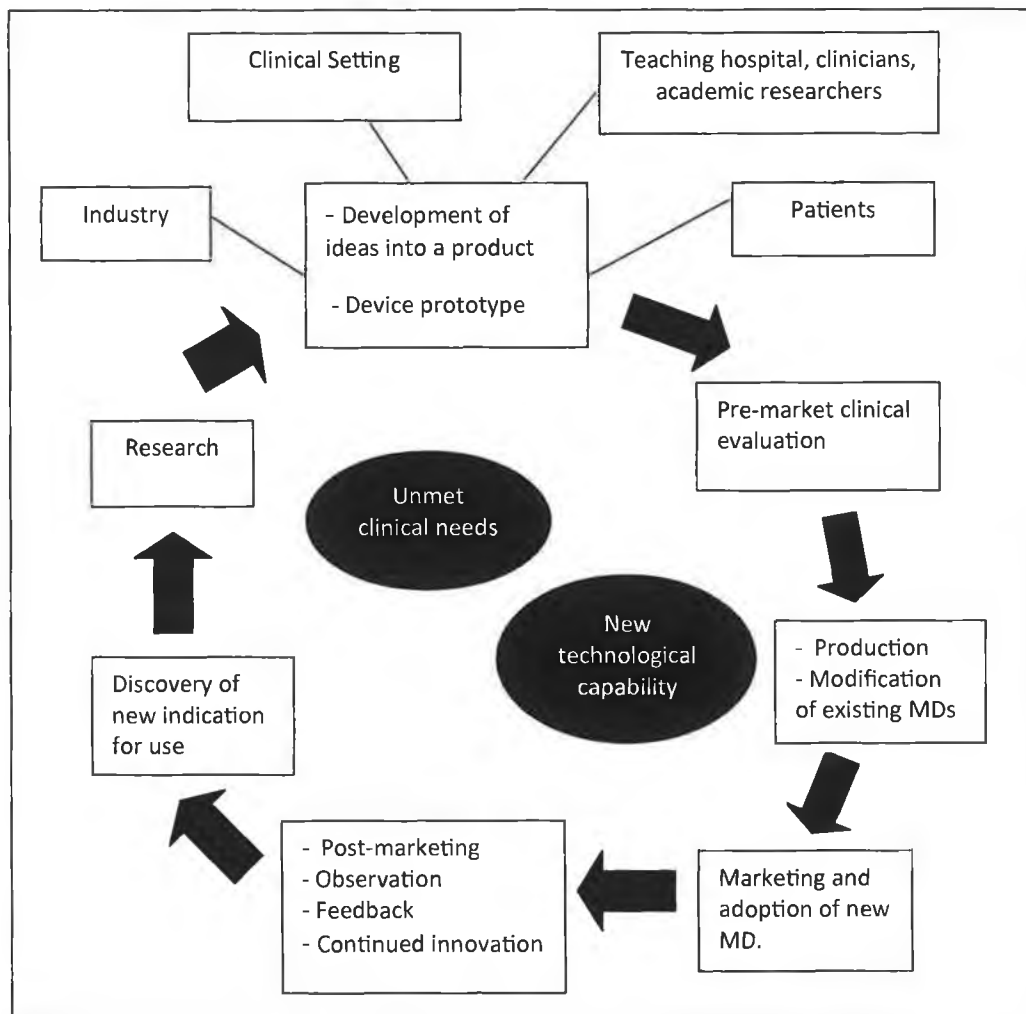 Clinical Setting
Teaching hospital, clinicians,
academic researchers
Industry
- Development of
ideas into a product
- Device prototype
Patients
Pre-market clinical
evaluation
Research
Unmet
clinical needs
New
technological
capability
- Production
- Modification
of existing MDs
Discovery of
new indication
for use
- Post-marketing
- Observation
- Feedback
- Continued innovation
Marketing and
adoption of new
MD.